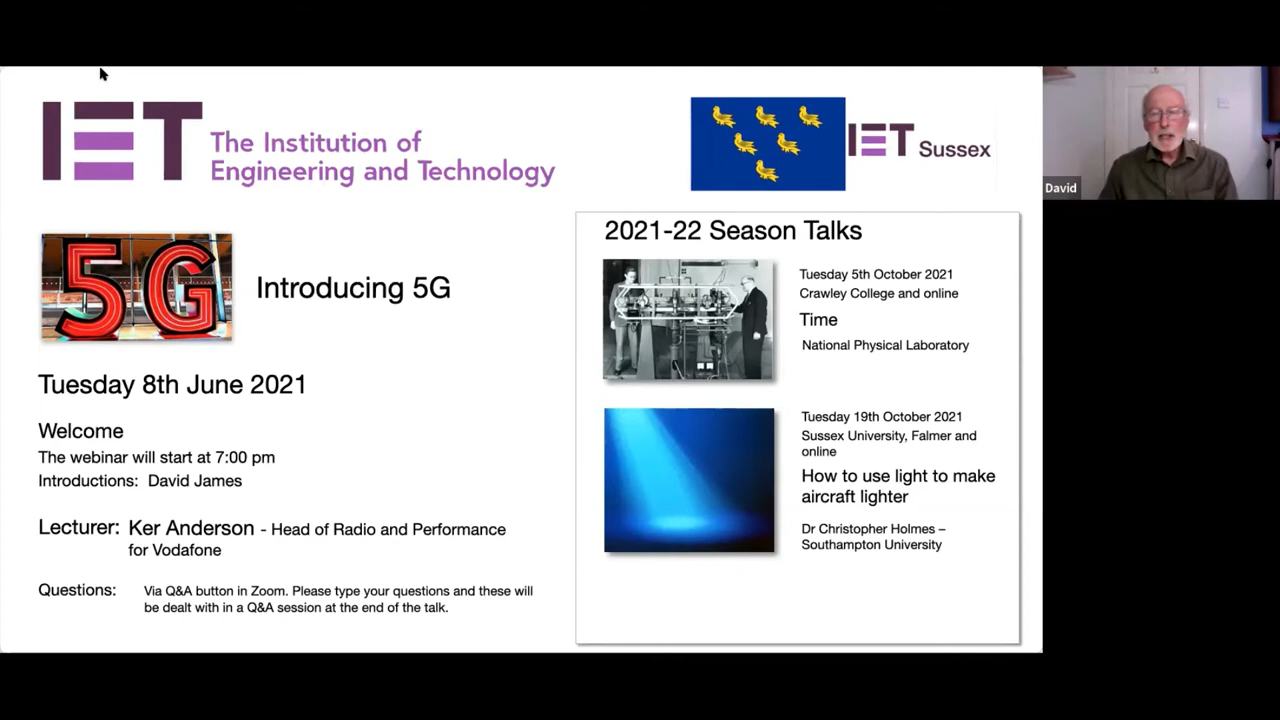 IET
The Institution of
Engineering and Technology
IET Sussex
David
5G
Introducing 5G
Tuesday 8th June 2021
Welcome
The webinar will start at 7:00 pm
Introductions: David James
Lecturer: Ker Anderson - Head of Radio and Performance
for Vodafone
Questions: Via Q&A button in Zoom. Please type your questions and these will
be dealt with in a Q&A session at the end of the talk.
2021-22 Season Talks
Tuesday 5th October 2021
Crawley College and online
Time
National Physical Laboratory
Tuesday 19th October 2021
Sussex University, Falmer and
online
How to use light to make
aircraft lighter
Dr Christopher Holmes –
Southampton University